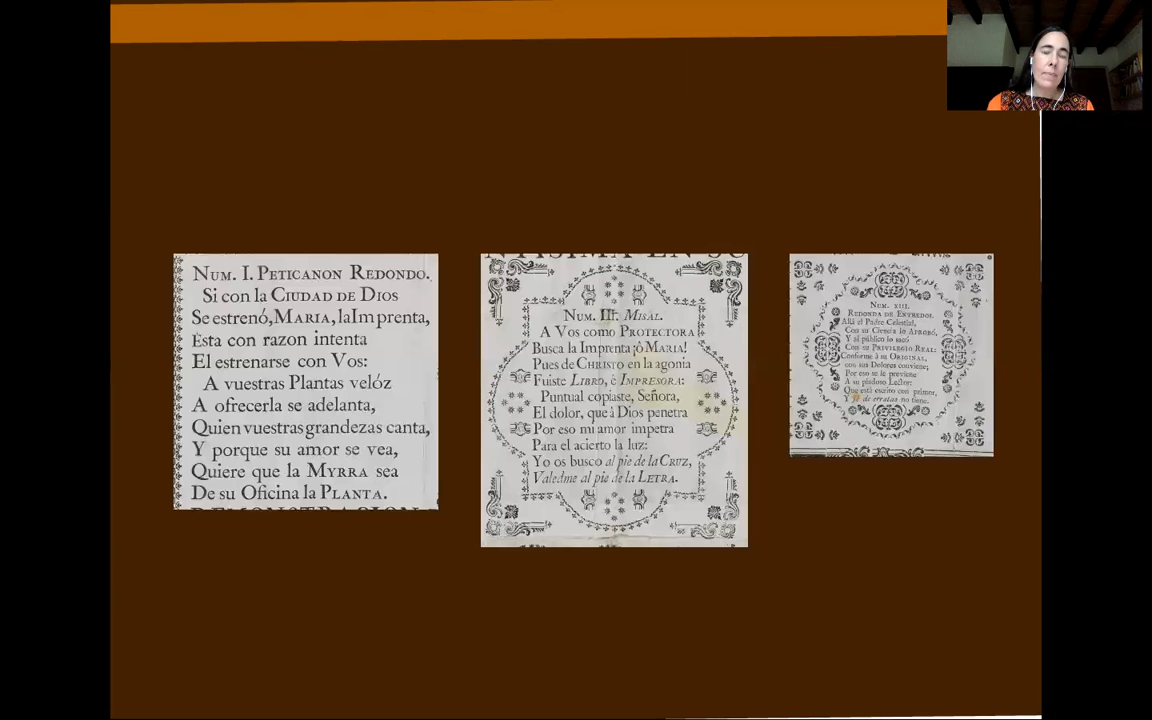 NUM. I. PETICANON REDONDO.
Si con la CIUDAD DE DIOS
Se estrenó, MARIA, la Imprenta,
Esta con razon intenta
El estrenarse con Vos:
A vuestras Plantas velóz
A ofrecerla se adelanta,
Quien vuestras grandezas canta,
Y porque su amor se vea,
Quiere que la MYRRA sea
De su Oficina la PLANTA.
NUM. III. MISAL.
A Vos como PROTECTORA
Busca la Imprenta ¡ô MARIA!
Pues de CHRISTO en la agonia
Fuiste LIBRO, è IMPRESORA:
Puntual copiaste, Señora,
El dolor, que à Dios penetra
Por eso mi amor impetra
Para el acierto la luz:
Yo os busco al pie de la CRUZ,
Valedme al pie de la LETRA.
NUM. XIII.
REDONDA DE ENTREDOS.
Allá el Padre Celestial,
Con su Ciencia lo APROBÓ,
Y al público lo sacó
Con su PRIVILEGIO REAL:
Conforme à su ORIGINAL,
con sus Dolores conviene;
Por eso se le previene
A su piadoso Lector:
Que está escrito con primor,
Y fé de erratas no tiene.